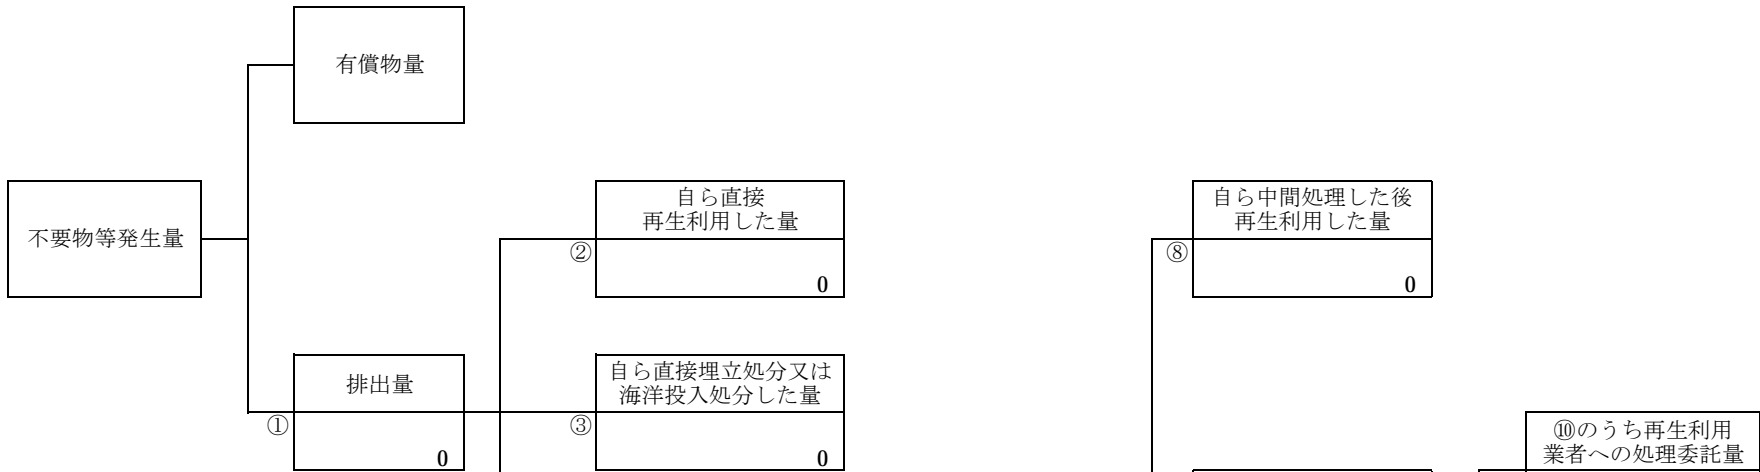 有償物量
不要物等発生量
自ら直接
再生利用した量
②
0
自ら中間処理した後
再生利用した量
⑧
0
排出量
①
0
自ら直接埋立処分又は
海洋投入処分した量
③
0
⑩のうち再生利用
業者への処理委託量